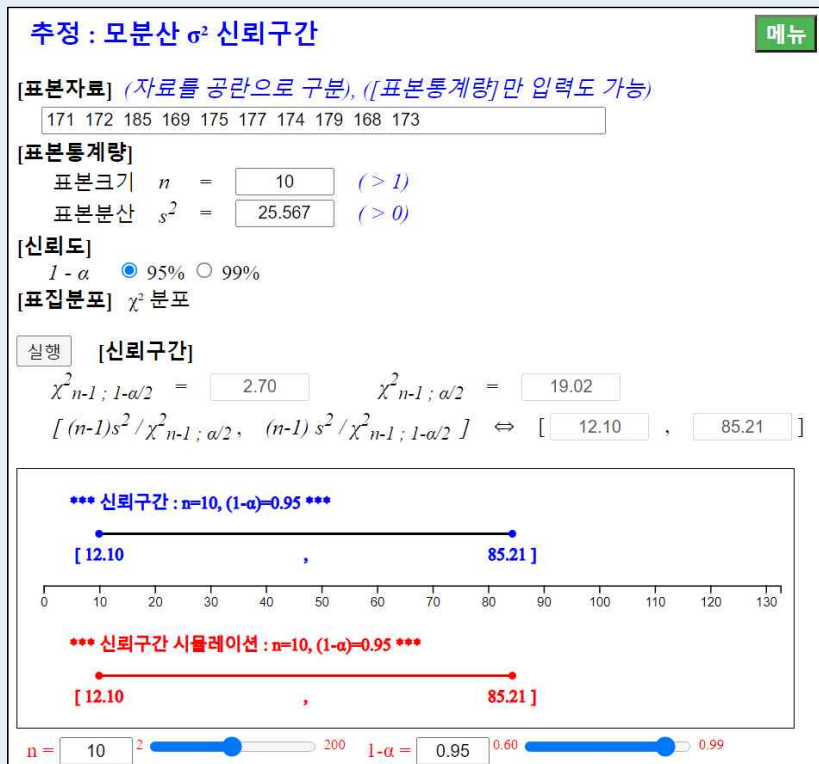 추정 : 모분산 σ² 신뢰구간 메뉴
[표본자료] (자료를 공란으로 구분), ([표본통계량]만 입력도 가능)
171 172 185 169 175 177 174 179 168 173
[표본통계량]
표본크기 n = 10 ( > 1)
표본분산 s² = 25.567 ( > 0)
[신뢰도]
1 - α 95% 99%
[표집분포] χ² 분포
실행 [신뢰구간]
χ²n-1 ; 1-α/2 = 2.70 χ²n-1 ; α/2 = 19.02
[ (n-1)s² / χ²n-1 ; α/2 , (n-1) s² / χ²n-1 ; 1-α/2 ] ⇔ [ 12.10 , 85.21 ]
*** 신뢰구간 : n=10, (1-α)=0.95 ***
[ 12.10 , 85.21 ]
0 10 20 30 40 50 60 70 80 90 100 110 120 130
*** 신뢰구간 시뮬레이션 : n=10, (1-α)=0.95 ***
[ 12.10 , 85.21 ]
n = 10 2 200 1-α = 0.95 0.60 0.99